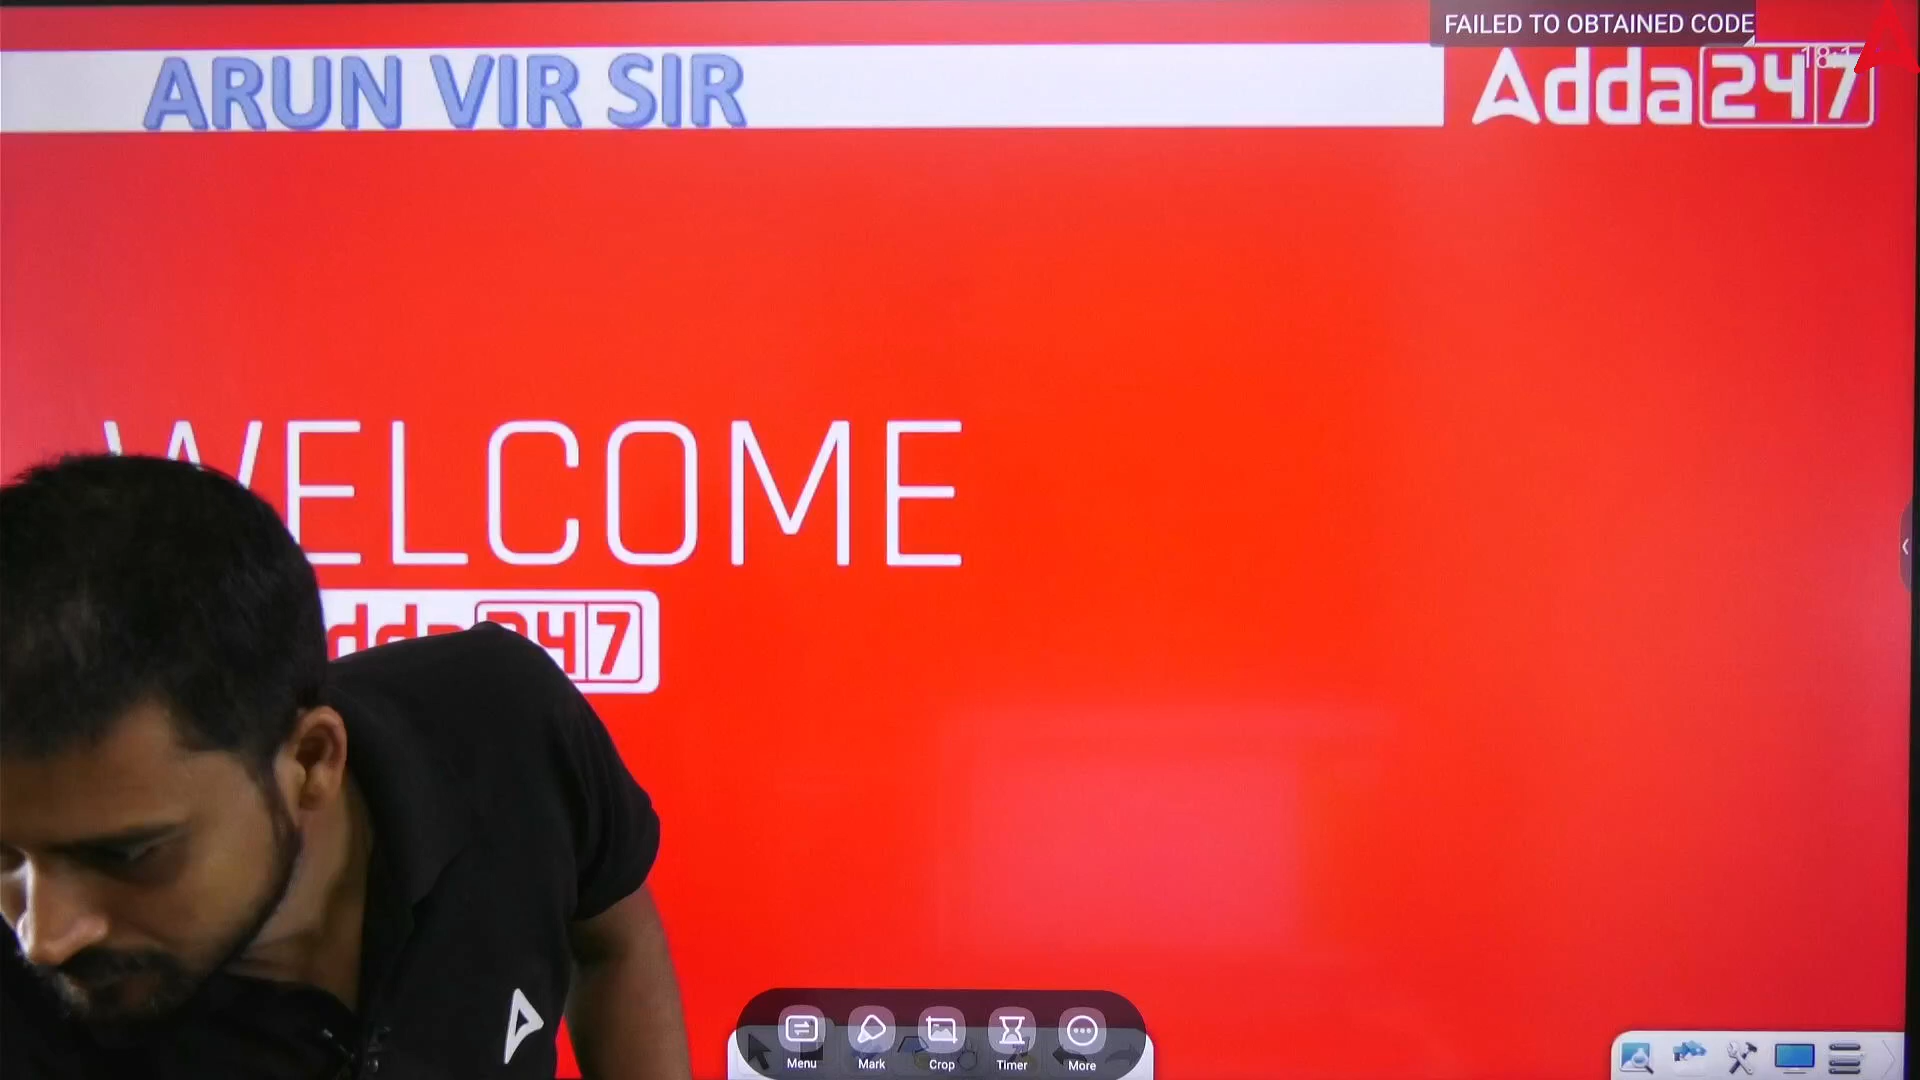 FAILED TO OBTAINED CODE
ARUN VIR SIR
Adda247
WELCOME
Menu Mark Crop Timer More